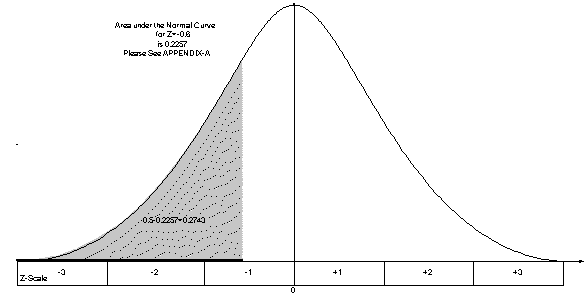 Area under the Normal Curve
for Z=-0.6
is 0.2257
Please See APPENDIX-A
0.5-0.2257=0.2743
Z-Scale -3 -2 -1 +1 +2 +3
0